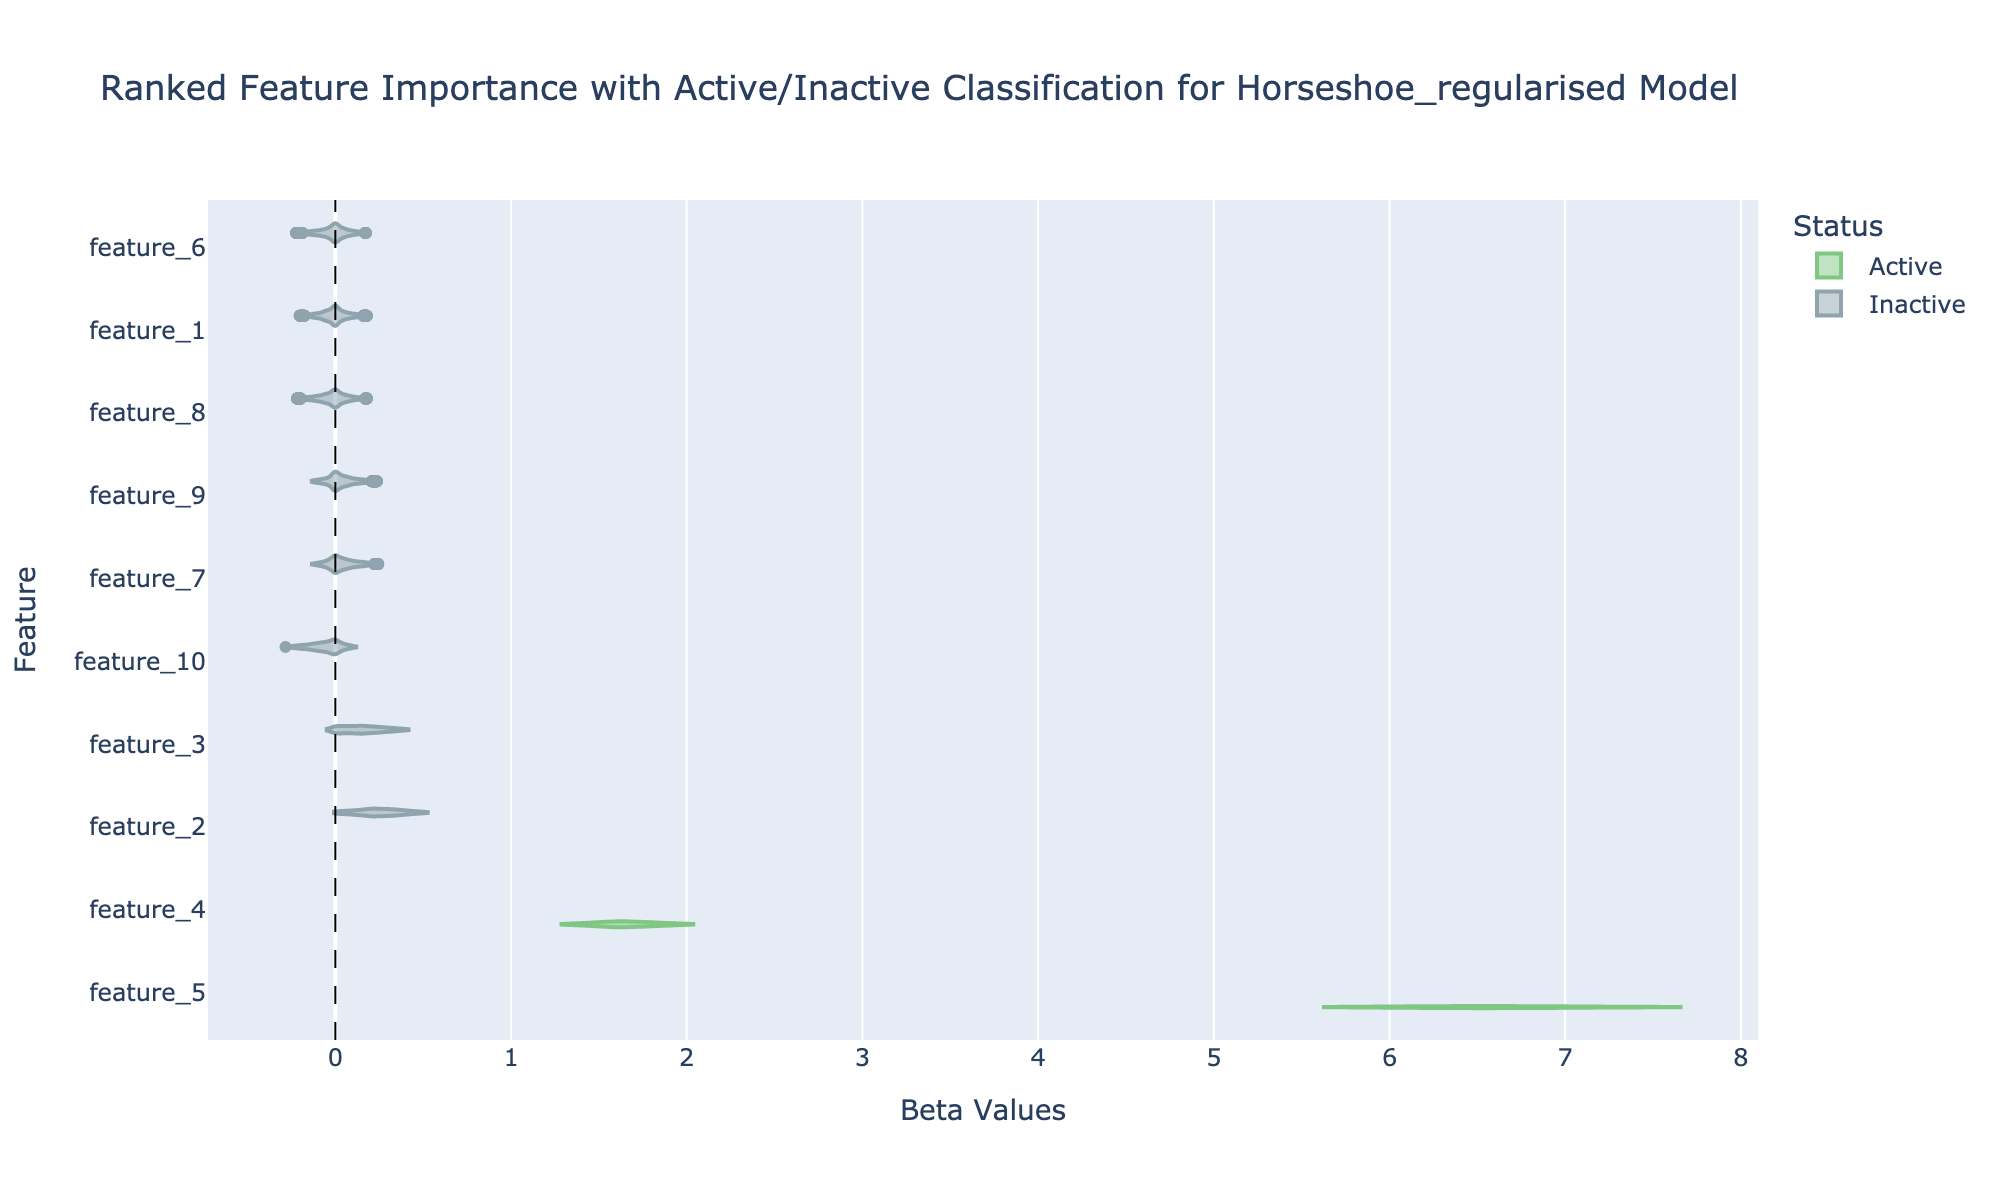 Ranked Feature Importance with Active/Inactive Classification for Horseshoe_regularised Model
Status
Active
Inactive
Feature
feature_6
feature_1
feature_8
feature_9
feature_7
feature_10
feature_3
feature_2
feature_4
feature_5
0 1 2 3 4 5 6 7 8
Beta Values